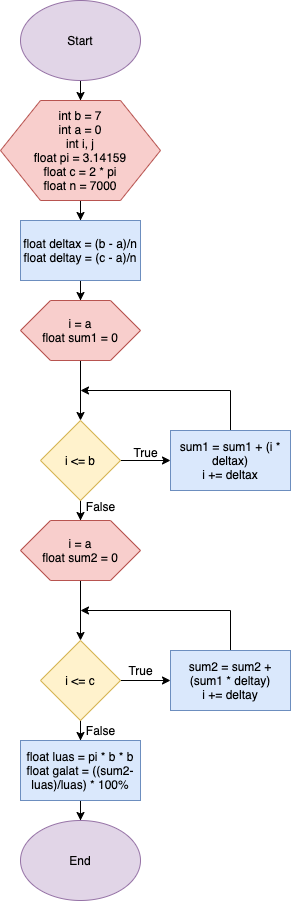 Start
int b = 7
int a = 0
int i, j
float pi = 3.14159
float c = 2 * pi
float n = 7000
float deltax = (b - a)/n
float deltay = (c - a)/n
i = a
float sum1 = 0
i <= b
True
sum1 = sum1 + (i *
deltax)
i += deltax
False
i = a
float sum2 = 0
i <= c
True
sum2 = sum2 +
(sum1 * deltay)
i += deltay
False
float luas = pi * b * b
float galat = ((sum2-
luas)/luas) * 100%
End